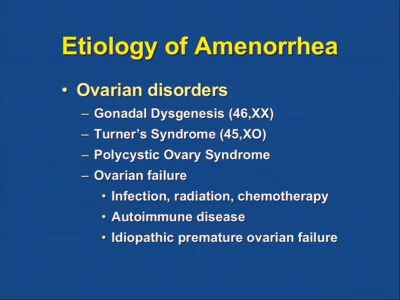 Etiology of Amenorrhea
• Ovarian disorders
– Gonadal Dysgenesis (46,XX)
– Turner's Syndrome (45,XO)
– Polycystic Ovary Syndrome
– Ovarian failure
• Infection, radiation, chemotherapy
• Autoimmune disease
• Idiopathic premature ovarian failure